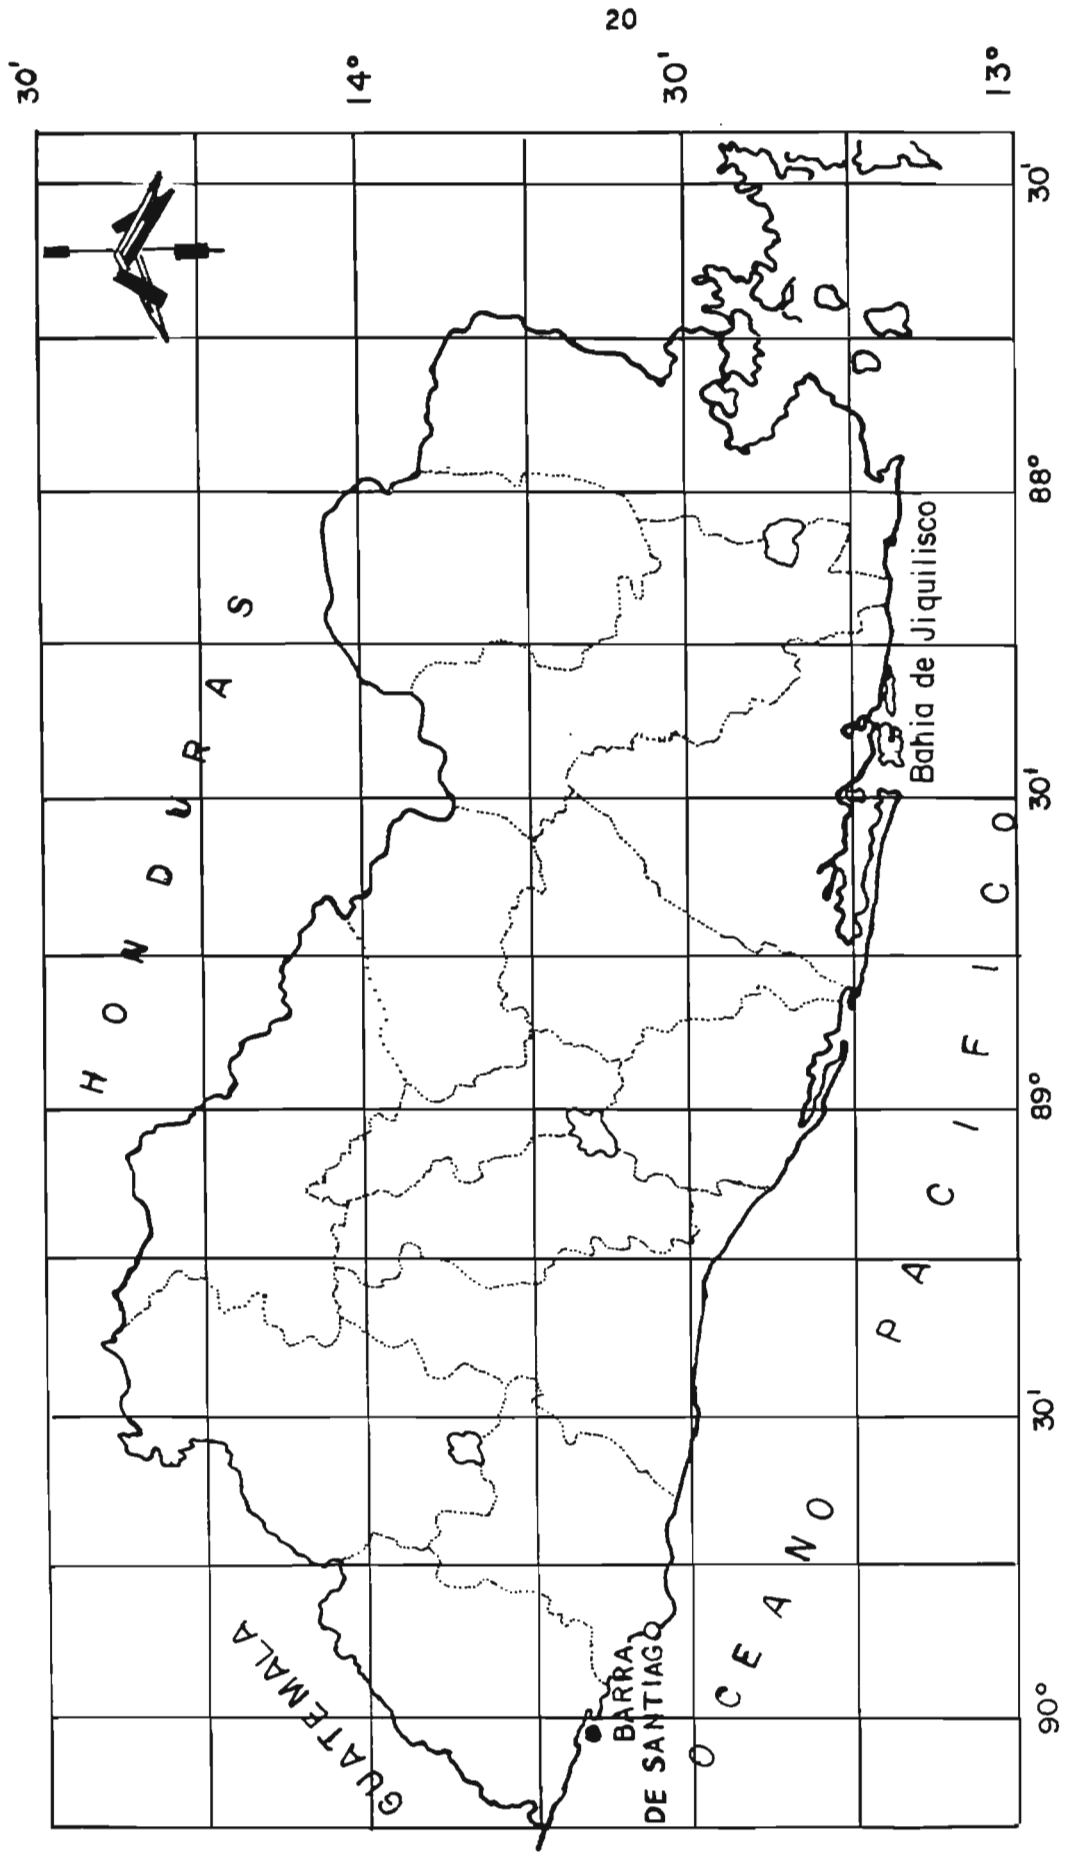 20
30'
14°
30'
13°
HONDURAS
GUATEMALA
BARRA
DE SANTIAGO
Bahia de Jiquilisco
OCEANO PACIFICO
90°
30'
89°
30'
88°
30'